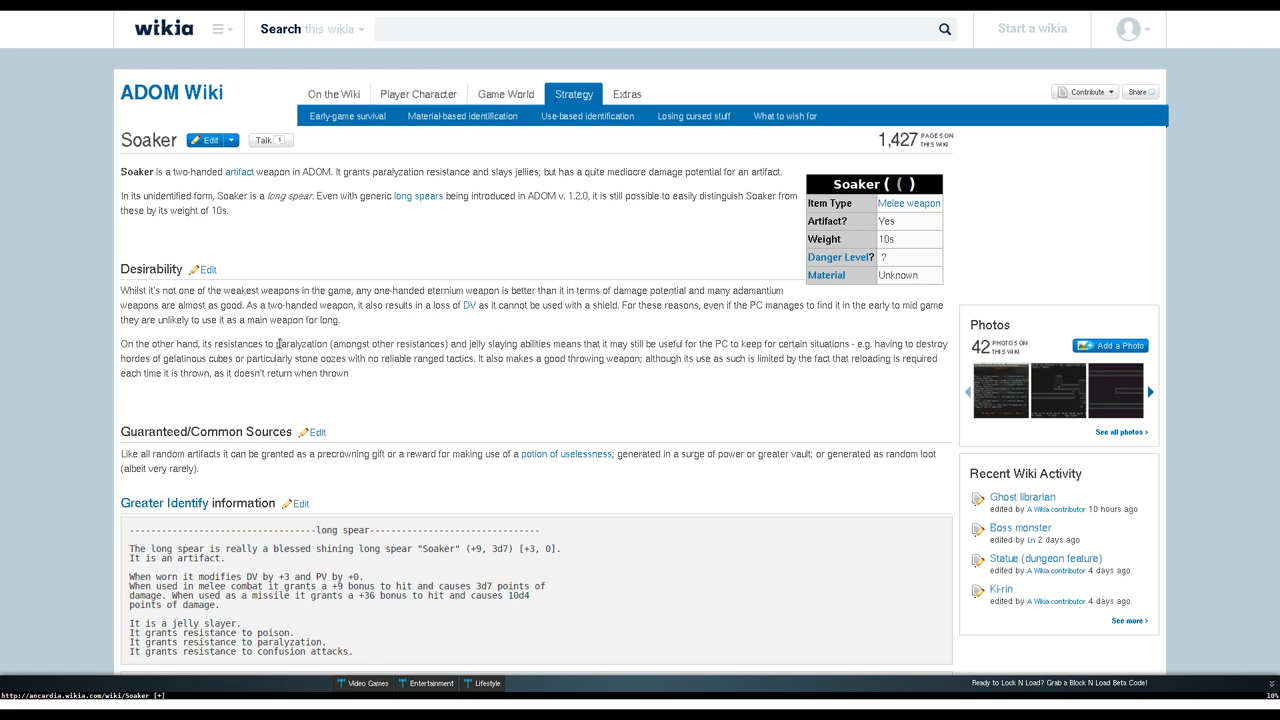 wikia
Search this wikia
Start a wikia
ADOM Wiki
On the Wiki Player Character Game World Strategy Extras
Contribute Share
Early-game survival Material-based identification Use-based identification Losing cursed stuff What to wish for
Soaker Edit Talk 1
1,427 PAGES ON THIS WIKI
Soaker is a two-handed artifact weapon in ADOM. It grants paralyzation resistance and slays jellies; but has a quite mediocre damage potential for an artifact.
In its unidentified form, Soaker is a long spear. Even with generic long spears being introduced in ADOM v. 1.2.0, it is still possible to easily distinguish Soaker from
these by its weight of 10s.
Soaker ( ( )
Item Type Melee weapon
Artifact? Yes
Weight 10s
Danger Level? ?
Material Unknown
Desirability Edit
Whilst it's not one of the weakest weapons in the game, any one-handed eternium weapon is better than it in terms of damage potential and many adamantium
weapons are almost as good. As a two-handed weapon, it also results in a loss of DV as it cannot be used with a shield. For these reasons, even if the PC manages to find it in the early to mid game
they are unlikely to use it as a main weapon for long.
On the other hand, its resistances to paralyzation (amongst other resistances) and jelly slaying abilities means that it may still be useful for the PC to keep for certain situations - e.g. having to destroy
hordes of gelatinous cubes or particularly stone oozes with no need for advanced tactics. It also makes a good throwing weapon; although its use as such is limited by the fact that reloading is required
each time it is thrown, as it doesn't return when thrown
Guaranteed/Common Sources Edit
Like all random artifacts it can be granted as a precrowning gift or a reward for making use of a potion of uselessness; generated in a surge of power or greater vault; or generated as random loot
(albeit very rarely).
Greater Identify information Edit
-----------------------------------long spear--------------------------------
The long spear is really a blessed shining long spear "Soaker" (+9, 3d7) [+3, 0].
It is an artifact.
When worn it modifies DV by +3 and PV by +0.
When used in melee combat it grants a +9 bonus to hit and causes 3d7 points of
damage. When used as a missile it grants a +36 bonus to hit and causes 10d4
points of damage.
It is a jelly slayer.
It grants resistance to poison.
It grants resistance to paralyzation.
It grants resistance to confusion attacks.
Photos
42 PHOTOS ON THIS WIKI
Add a Photo
See all photos >
Recent Wiki Activity
Ghost librarian
edited by A Wikia contributor 10 hours ago
Boss monster
edited by Ln 2 days ago
Statue (dungeon feature)
edited by A Wikia contributor 4 days ago
Ki-rin
edited by A Wikia contributor 4 days ago
See more >
Video Games Entertainment Lifestyle
Ready to Lock N Load? Grab a Block N Load Beta Code!
http://ancardia.wikia.com/wiki/Soaker [+]
10%